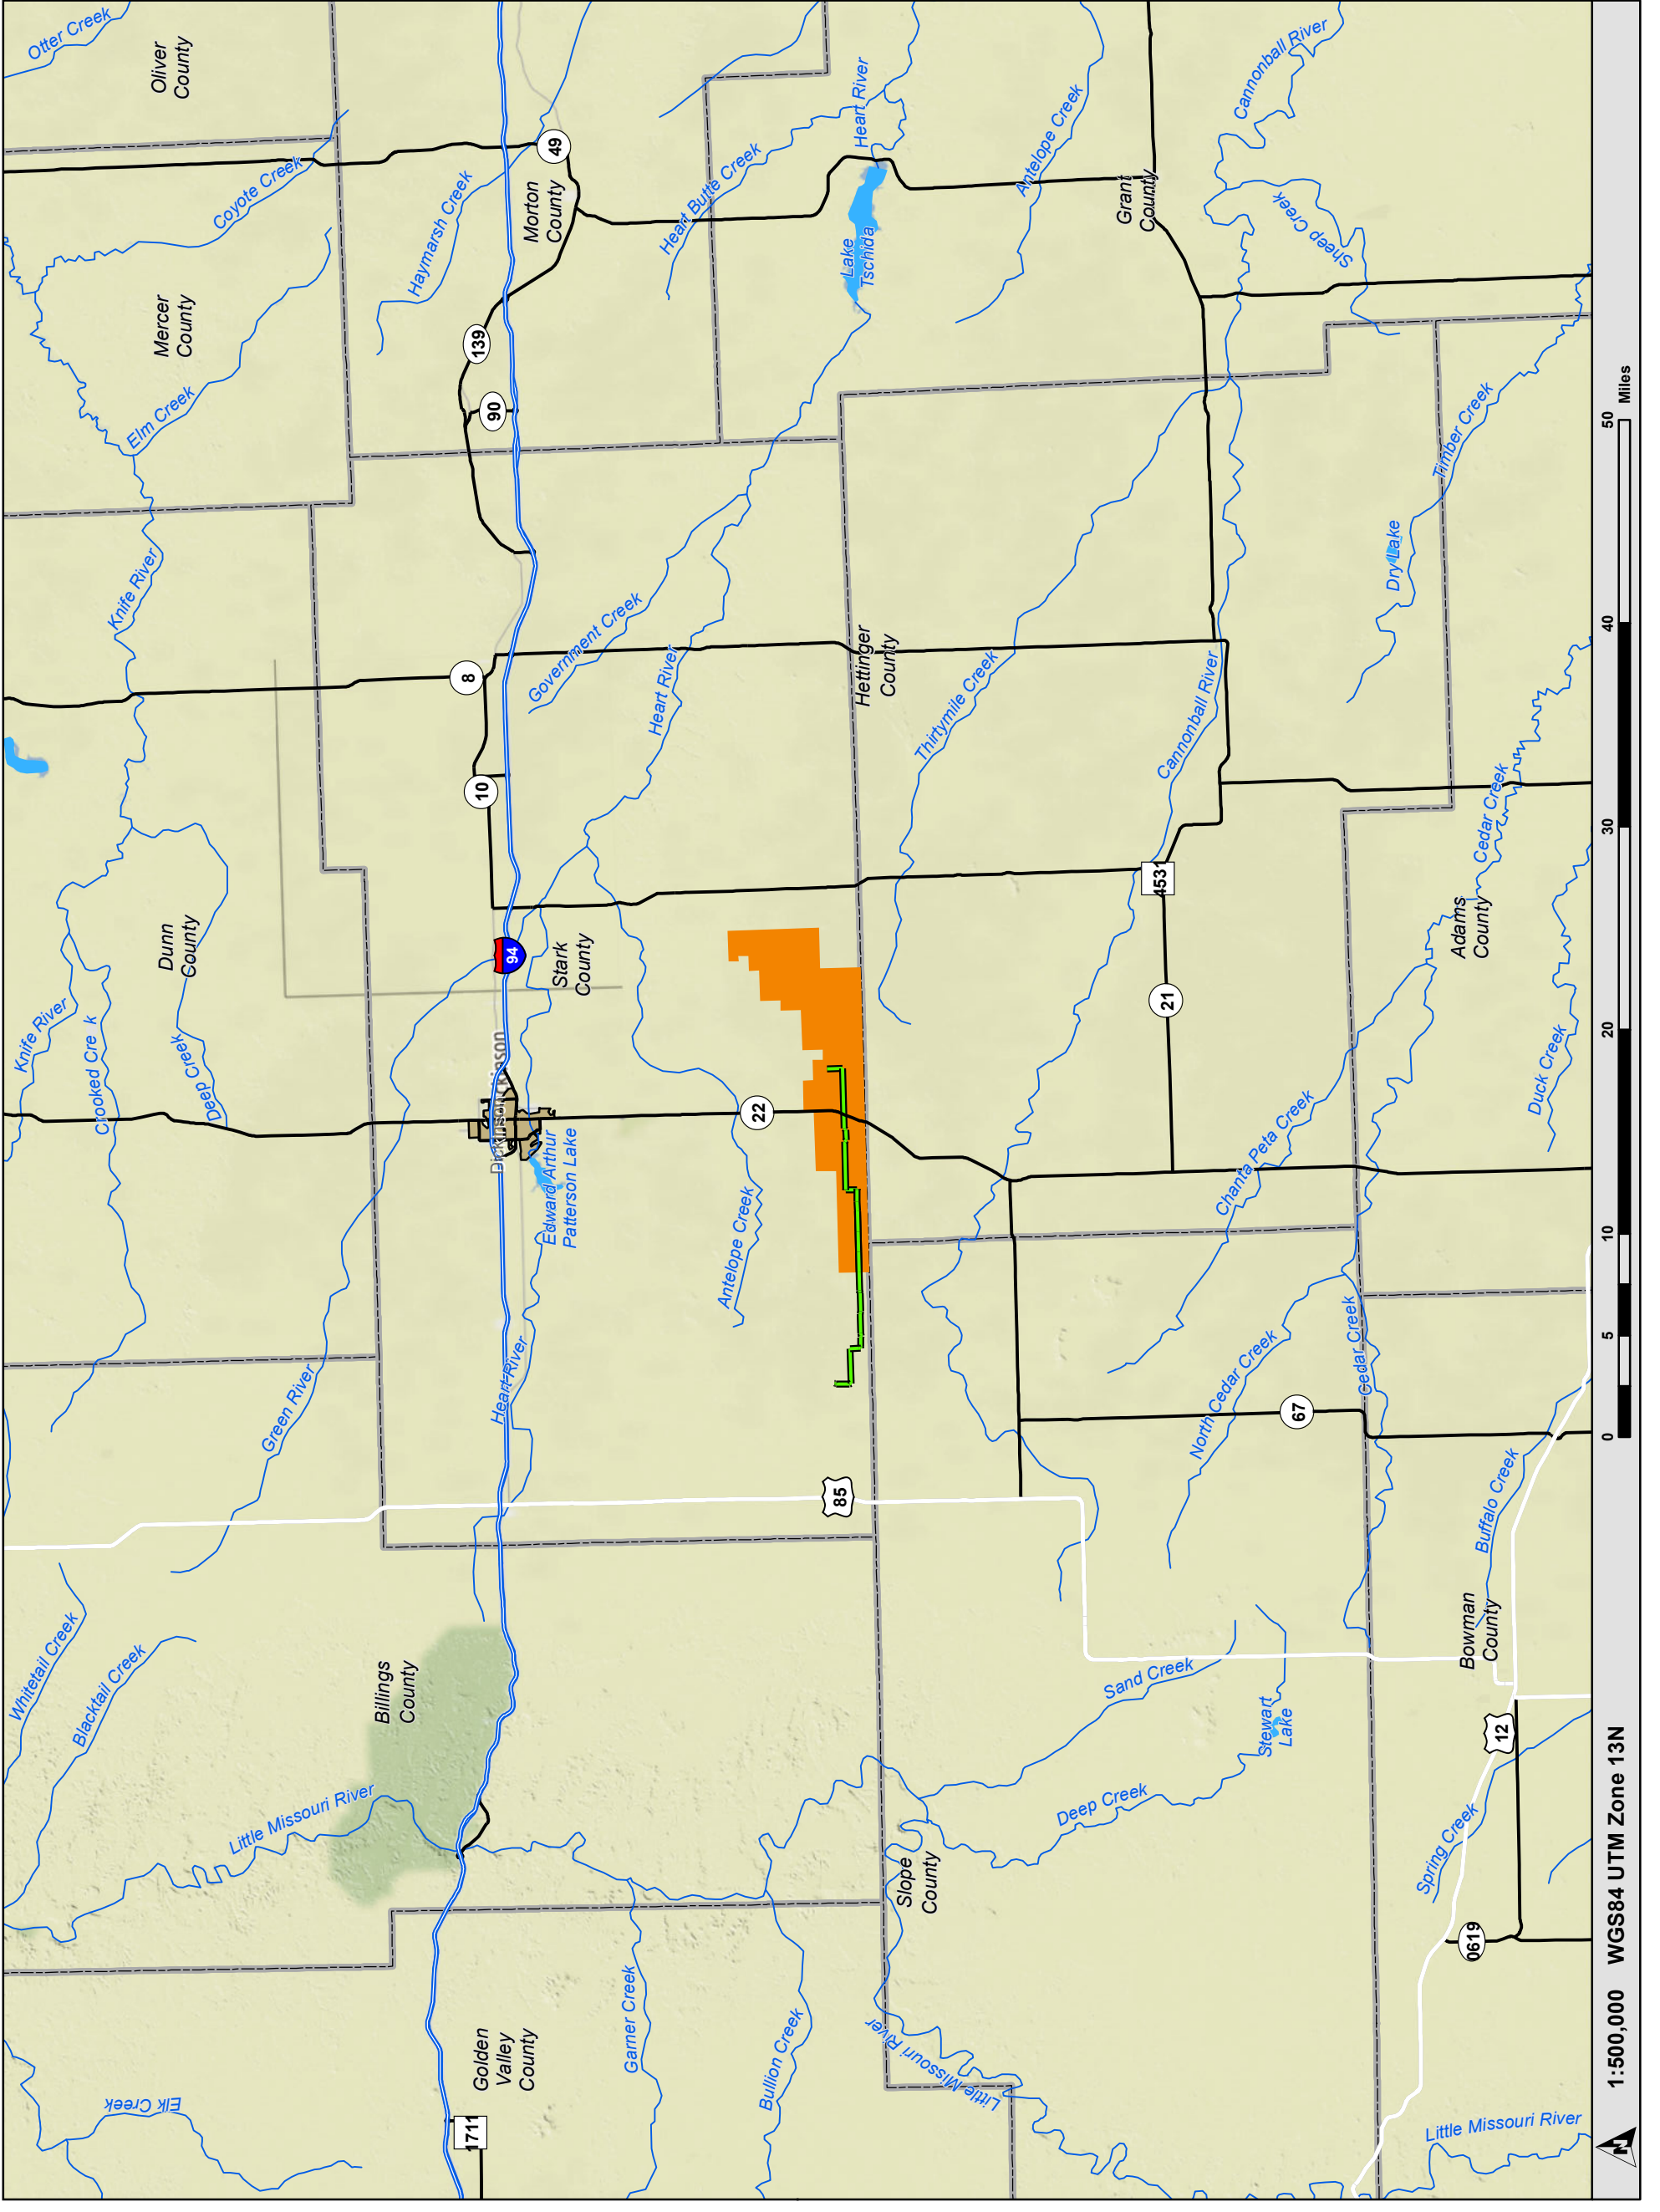 Whitetail Creek
Knife River
Otter Creek
Blacktail Creek
Crooked Cre k
Knife River
Elk Creek
Deep Creek
Dunn
County
Elm Creek
Mercer
County
Oliver
County
Little Missouri River
Green River
Coyote Creek
Billings
County
Haymarsh Creek
1711
Golden
Valley
County
10
8
90
139
Dickinson
Dickinson
Heart River
94
49
Edward Arthur
Patterson Lake
Stark
County
Government Creek
Morton
County
Garner Creek
Heart River
Heart Butte Creek
Bullion Creek
Antelope Creek
22
85
Lake
Tschida
Heart River
Hettinger
County
Little Missouri River
Slope
County
Thirtymile Creek
Antelope Creek
Little Missouri River
Deep Creek
Sand Creek
4531
21
Cannonball River
Grant
County
North Cedar Creek
Chanta Peta Creek
Cannonball River
Stewart
Lake
67
Sheep Creek
Cedar Creek
Dry Lake
Little Missouri River
Spring Creek
0619
12
Bowman
County
Buffalo Creek
Adams
County
Cedar Creek
Timber Creek
Duck Creek
N
1:500,000 WGS84 UTM Zone 13N
0
5
10
20
30
40
50
Miles